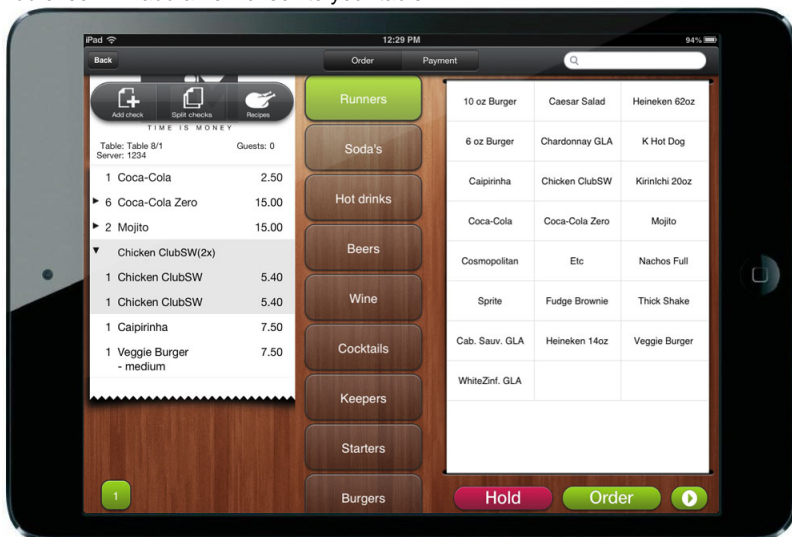 iPad 12:29 PM 94%
Back Order Payment
Add check Split checks Recipes
TIME IS MONEY
Table: Table 8/1 Guests: 0
Server: 1234
1 Coca-Cola 2.50
6 Coca-Cola Zero 15.00
2 Mojito 15.00
Chicken ClubSW(2x)
1 Chicken ClubSW 5.40
1 Chicken ClubSW 5.40
1 Caipirinha 7.50
1 Veggie Burger 7.50
- medium
1
Runners
Soda's
Hot drinks
Beers
Wine
Cocktails
Keepers
Starters
Burgers
10 oz Burger Caesar Salad Heineken 62oz
6 oz Burger Chardonnay GLA K Hot Dog
Caipirinha Chicken ClubSW KirinIchi 20oz
Coca-Cola Coca-Cola Zero Mojito
Cosmopolitan Etc Nachos Full
Sprite Fudge Brownie Thick Shake
Cab. Sauv. GLA Heineken 14oz Veggie Burger
WhiteZinf. GLA
Hold Order